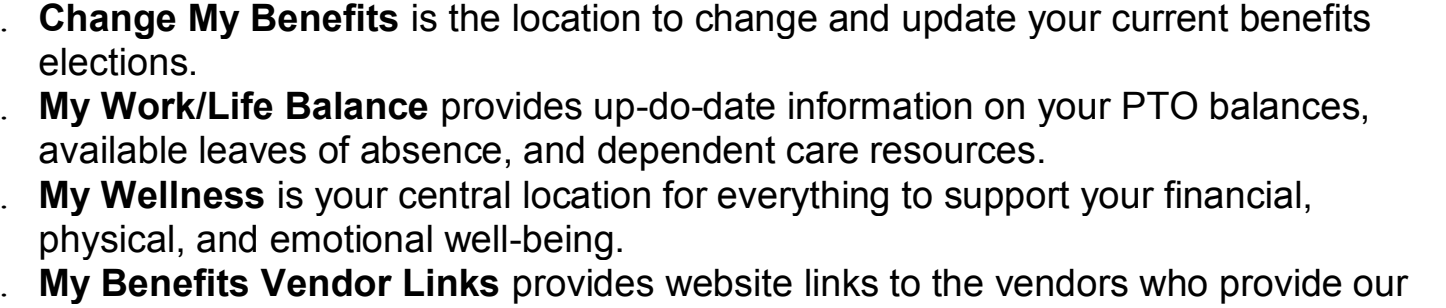 . Change My Benefits is the location to change and update your current benefits
elections.
. My Work/Life Balance provides up-do-date information on your PTO balances,
available leaves of absence, and dependent care resources.
. My Wellness is your central location for everything to support your financial,
physical, and emotional well-being.
. My Benefits Vendor Links provides website links to the vendors who provide our